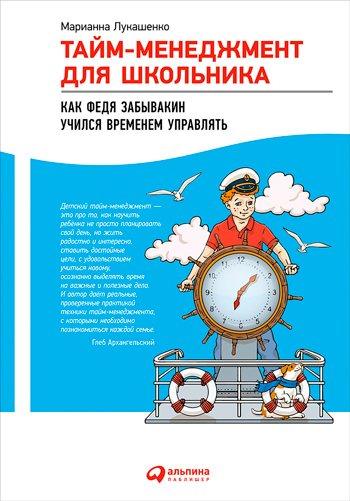 Марианна Лукашенко
ТАЙМ-МЕНЕДЖМЕНТ
ДЛЯ ШКОЛЬНИКА
КАК ФЕДЯ ЗАБЫВАКИН
УЧИЛСЯ ВРЕМЕНЕМ УПРАВЛЯТЬ
Детский тайм-менеджмент —
это про то, как научить
ребёнка не просто планировать
свой день, но жить
радостно и интересно,
ставить достойные
цели, с удовольствием
учиться новому,
осознанно выделять время
на важные и полезные дела.
И автор даёт реальные,
проверенные практикой
техники тайм-менеджмента,
с которыми необходимо
познакомиться каждой семье.
Глеб Архангельский
альпина
ПАБЛИШЕР